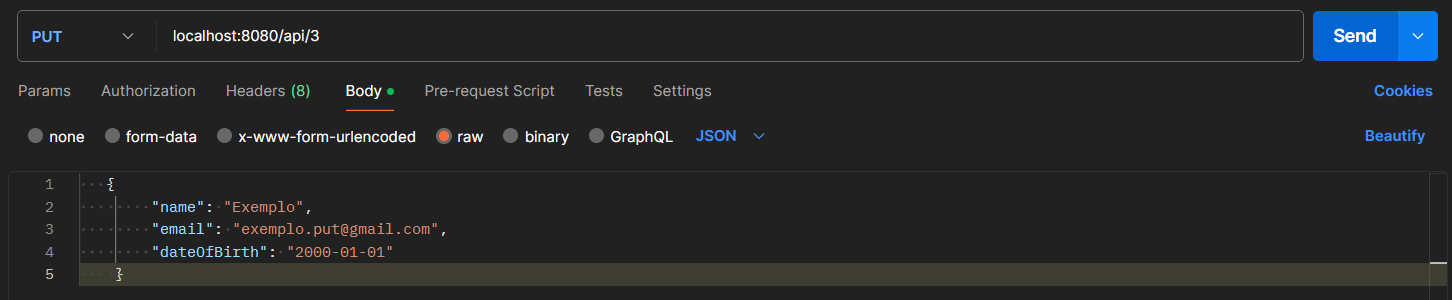 PUT localhost:8080/api/3 Send
Params Authorization Headers (8) Body Pre-request Script Tests Settings Cookies
none form-data x-www-form-urlencoded raw binary GraphQL JSON Beautify
1 {
2 "name": "Exemplo",
3 "email": "exemplo.put@gmail.com",
4 "dateOfBirth": "2000-01-01"
5 }